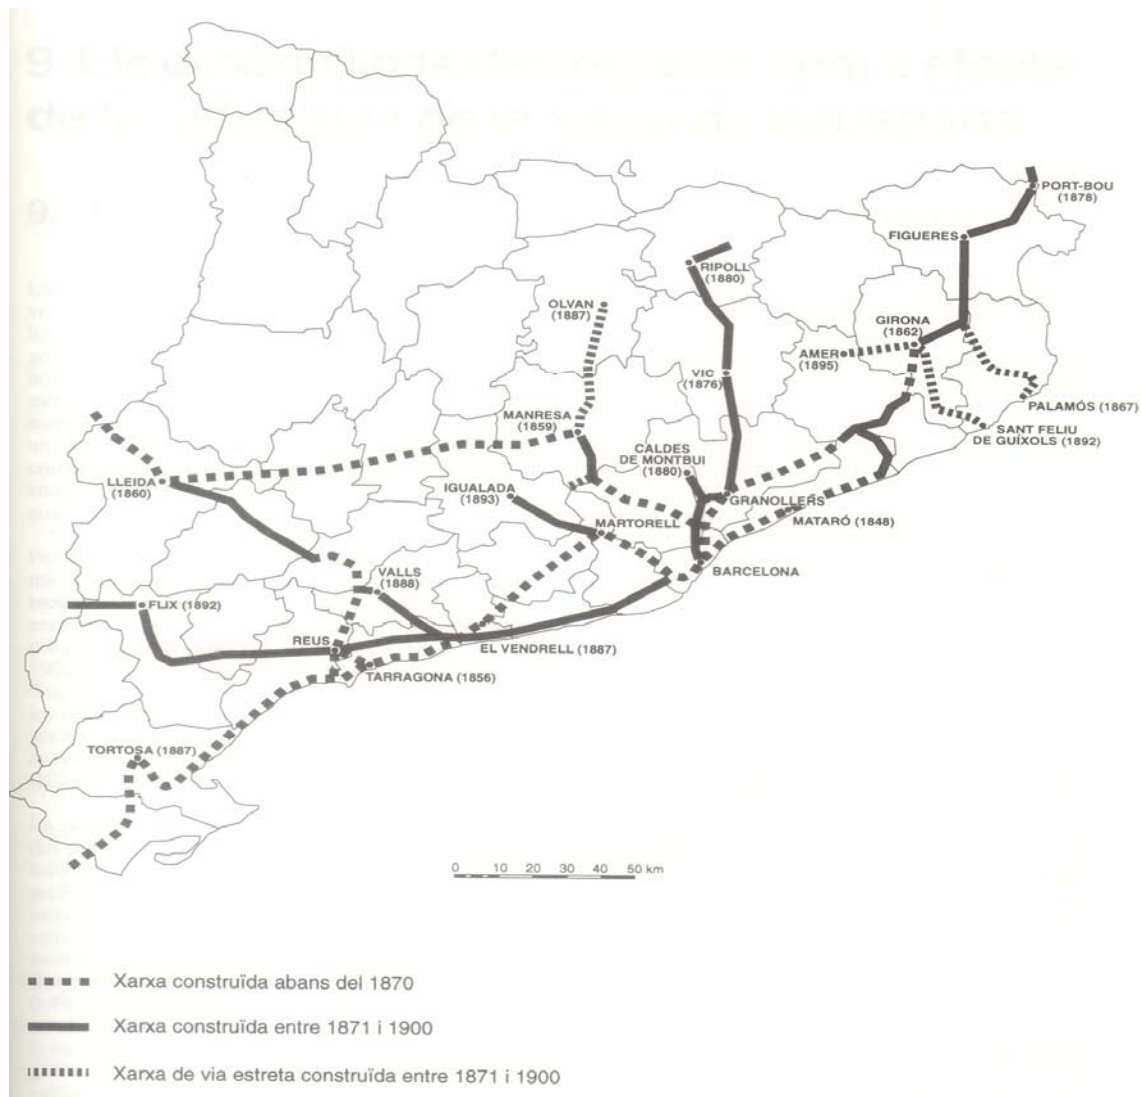 PORT-BOU
(1878)
FIGUERES
RIPOLL
(1880)
OLVAN
(1887)
GIRONA
(1862)
AMER
(1895)
VIC
(1876)
PALAMÓS (1867)
MANRESA
(1859)
SANT FELIU
DE GUÍXOLS (1892)
CALDES
DE MONTBUI
(1880)
LLEIDA
(1860)
IGUALADA
(1893)
GRANOLLERS
MARTORELL
MATARÓ (1848)
BARCELONA
VALLS
(1888)
FLIX (1892)
REUS
EL VENDRELL (1887)
TARRAGONA (1856)
TORTOSA (1887)
0 10 20 30 40 50 km
Xarxa construïda abans del 1870
Xarxa construïda entre 1871 i 1900
Xarxa de via estreta construïda entre 1871 i 1900